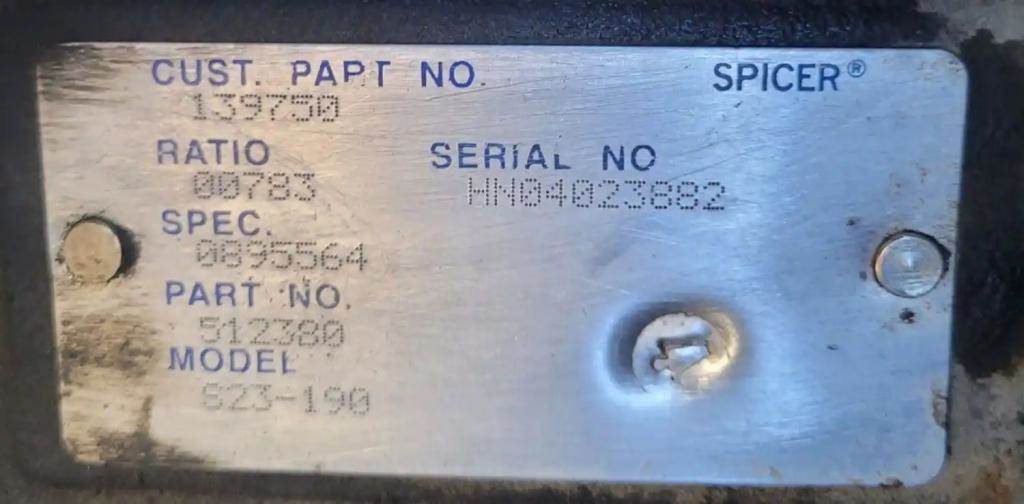 CUST. PART NO. SPICER®
139750
RATIO SERIAL NO
00783 HN04023882
SPEC.
0895564
PART NO.
512380
MODEL
S23-190